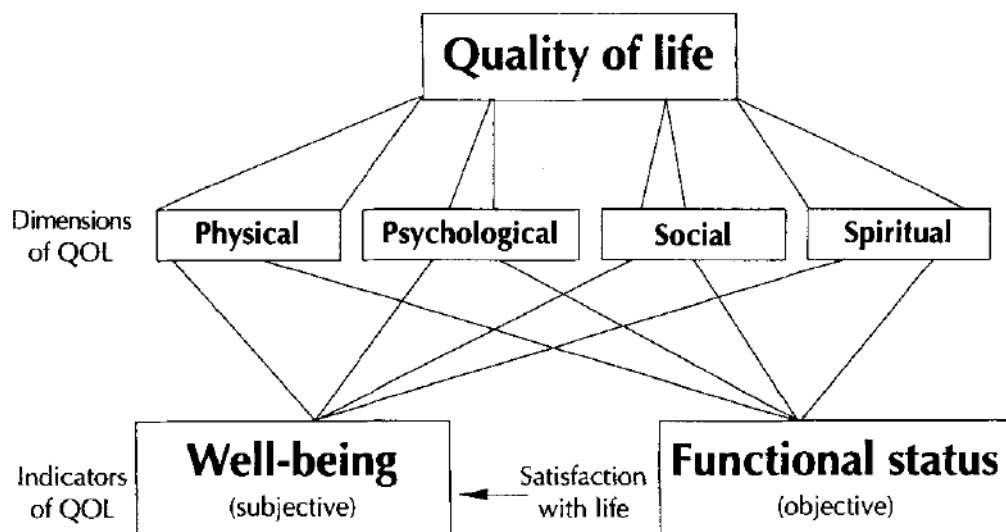 Quality of life
Dimensions
of QOL
Physical
Psychological
Social
Spiritual
Indicators
of QOL
Well-being
(subjective)
Satisfaction
with life
Functional status
(objective)